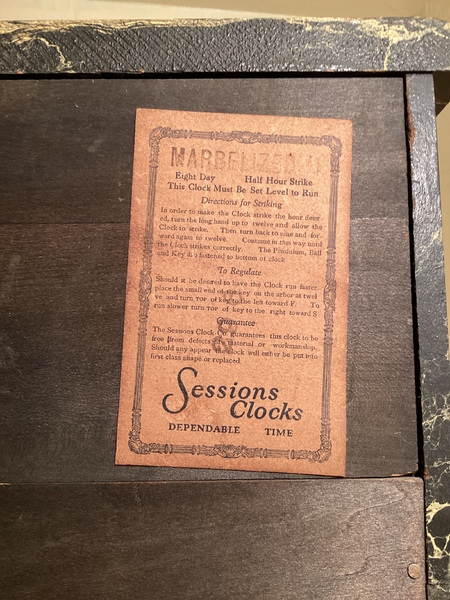 MARBELIZED
Eight Day Half Hour Strike
This Clock Must Be Set Level to Run
Directions for Striking
In order to make the Clock strike the hour desir
ed, turn the long hand up to twelve and allow the
Clock to strike. Then turn back to nine and for-
ward again to twelve. Continue in this way until
the Clock strikes correctly. The Pendulum, Ball
and Key is fastened to bottom of clock
To Regulate
Should it be desired to have the Clock run faster
place the small end of the key on the arbor at twel
ve and turn TOP of key to the left toward F. To
run slower turn TOP of key to the right toward S
Guarantee
The Sessions Clock Co. guarantees this clock to be
free from defects in material or workmanship.
Should any appear the clock will either be put into
first class shape or replaced.
Sessions
Clocks
DEPENDABLE TIME